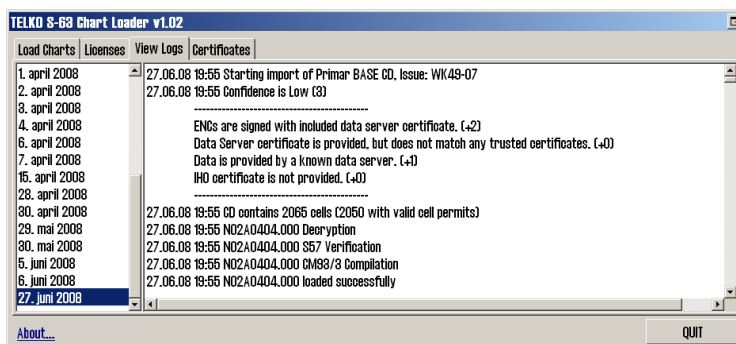 TELKO S-63 Chart Loader v1.02
Load Charts Licenses View Logs Certificates
1. april 2008
2. april 2008
3. april 2008
4. april 2008
6. april 2008
7. april 2008
15. april 2008
28. april 2008
30. april 2008
29. mai 2008
30. mai 2008
5. juni 2008
6. juni 2008
27. juni 2008
27.06.08 19:55 Starting import of Primar BASE CD, Issue: WK49-07
27.06.08 19:55 Confidence is Low (3)
--------------------------------------------
ENCs are signed with included data server certificate. (+2)
Data Server certificate is provided, but does not match any trusted certificates. (+0)
Data is provided by a known data server. (+1)
IHO certificate is not provided. (+0)
--------------------------------------------
27.06.08 19:55 CD contains 2065 cells (2050 with valid cell permits)
27.06.08 19:55 NO2A0404.000 Decryption
27.06.08 19:55 NO2A0404.000 S57 Verification
27.06.08 19:55 NO2A0404.000 CM93/3 Compilation
27.06.08 19:55 NO2A0404.000 loaded successfully
About...
QUIT